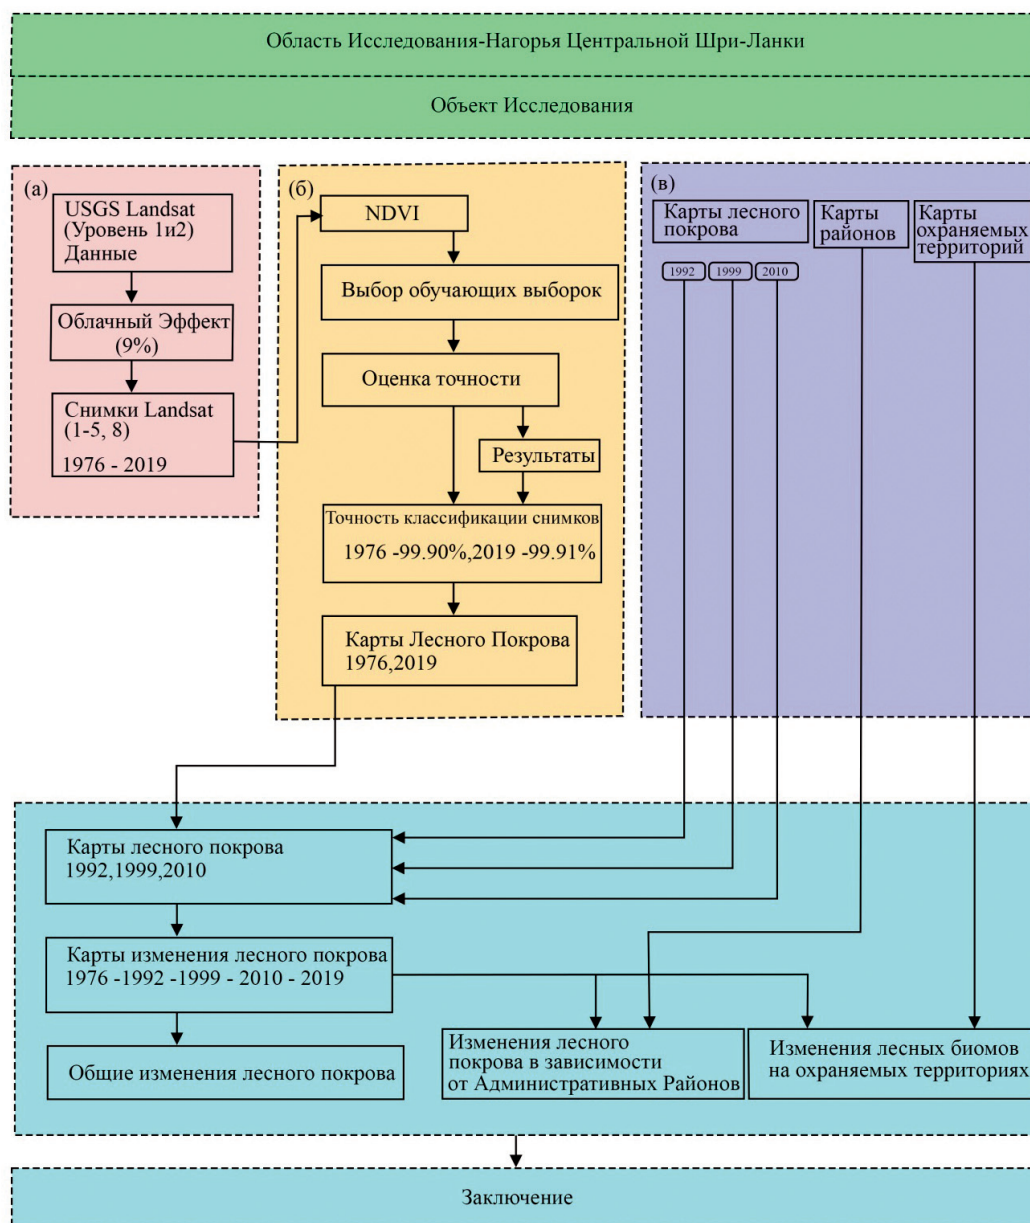 Область Исследования-Нагорья Центральной Шри-Ланки
Объект Исследования
(а)
USGS Landsat
(Уровень 1и2)
Данные
Облачный Эффект
(9%)
Снимки Landsat
(1-5, 8)
1976 - 2019
(б)
NDVI
Выбор обучающих выборок
Оценка точности
Результаты
Точность классификации снимков
1976 -99.90%,2019 -99.91%
Карты Лесного Покрова
1976,2019
(в)
Карты лесного
покрова
1992
1999
2010
Карты
районов
Карты
охраняемых
территорий
Карты лесного покрова
1992,1999,2010
Карты изменения лесного покрова
1976 -1992 -1999 - 2010 - 2019
Общие изменения лесного покрова
Изменения лесного
покрова в зависимости
от Административных Районов
Изменения лесных биомов
на охраняемых территориях
Заключение